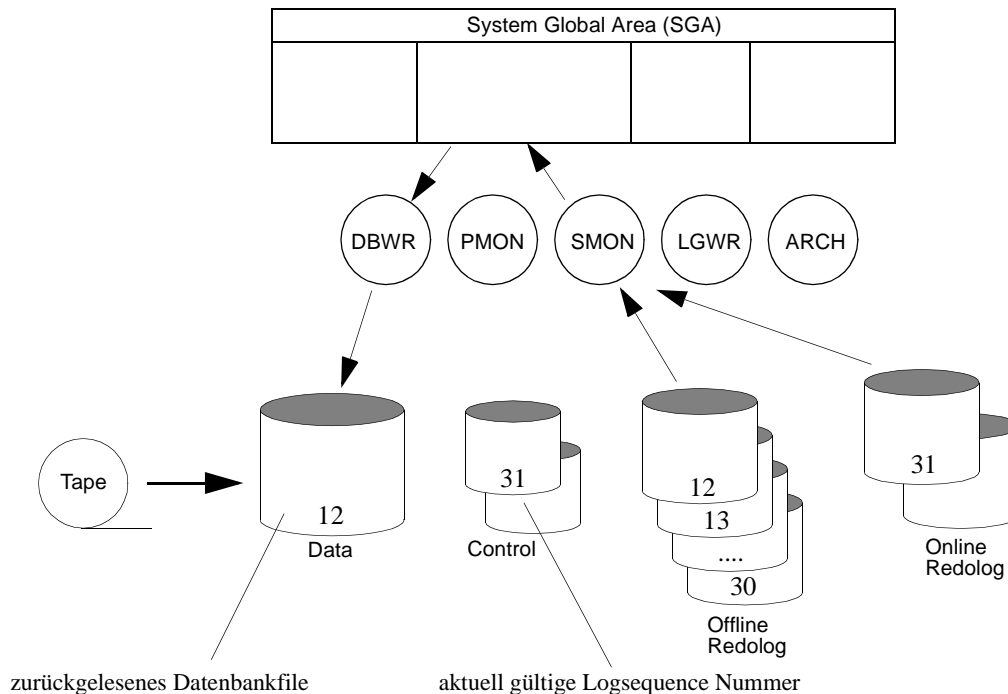 System Global Area (SGA)
DBWR
PMON
SMON
LGWR
ARCH
Tape
12
Data
31
Control
12
13
....
30
Offline
Redolog
31
Online
Redolog
zurückgelesenes Datenbankfile
aktuell gültige Logsequence Nummer